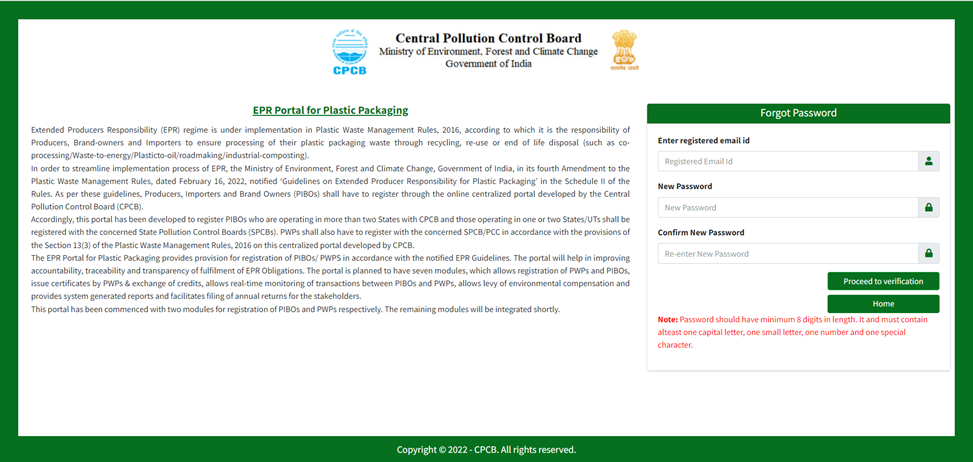 Central Pollution Control Board
Ministry of Environment, Forest and Climate Change
Government of India
CPCB
सत्यमेव जयते
EPR Portal for Plastic Packaging
Extended Producers Responsibility (EPR) regime is under implementation in Plastic Waste Management Rules, 2016, according to which it is the responsibility of
Producers, Brand-owners and Importers to ensure processing of their plastic packaging waste through recycling, re-use or end of life disposal (such as co-
processing/Waste-to-energy/Plasticto-oil/roadmaking/industrial-composting).
In order to streamline implementation process of EPR, the Ministry of Environment, Forest and Climate Change, Government of India, in its fourth Amendment to the
Plastic Waste Management Rules, dated February 16, 2022, notified 'Guidelines on Extended Producer Responsibility for Plastic Packaging' in the Schedule II of the
Rules. As per these guidelines, Producers, Importers and Brand Owners (PIBOs) shall have to register through the online centralized portal developed by the Central
Pollution Control Board (CPCB).
Accordingly, this portal has been developed to register PIBOs who are operating in more than two States with CPCB and those operating in one or two States/UTs shall be
registered with the concerned State Pollution Control Boards (SPCBs). PWPs shall also have to register with the concerned SPCB/PCC in accordance with the provisions of
the Section 13(3) of the Plastic Waste Management Rules, 2016 on this centralized portal developed by CPCB.
The EPR Portal for Plastic Packaging provides provision for registration of PIBOs/ PWPS in accordance with the notified EPR Guidelines. The portal will help in improving
accountability, traceability and transparency of fulfilment of EPR Obligations. The portal is planned to have seven modules, which allows registration of PWPs and PIBOs,
issue certificates by PWPs & exchange of credits, allows real-time monitoring of transactions between PIBOs and PWPs, allows levy of environmental compensation and
provides system generated reports and facilitates filing of annual returns for the stakeholders.
This portal has been commenced with two modules for registration of PIBOs and PWPs respectively. The remaining modules will be integrated shortly.
Forgot Password
Enter registered email id
Registered Email Id
New Password
New Password
Confirm New Password
Re-enter New Password
Proceed to verification
Home
Note: Password should have minimum 8 digits in length. It and must contain
alteast one capital letter, one small letter, one number and one special
character.
Copyright © 2022 - CPCB. All rights reserved.